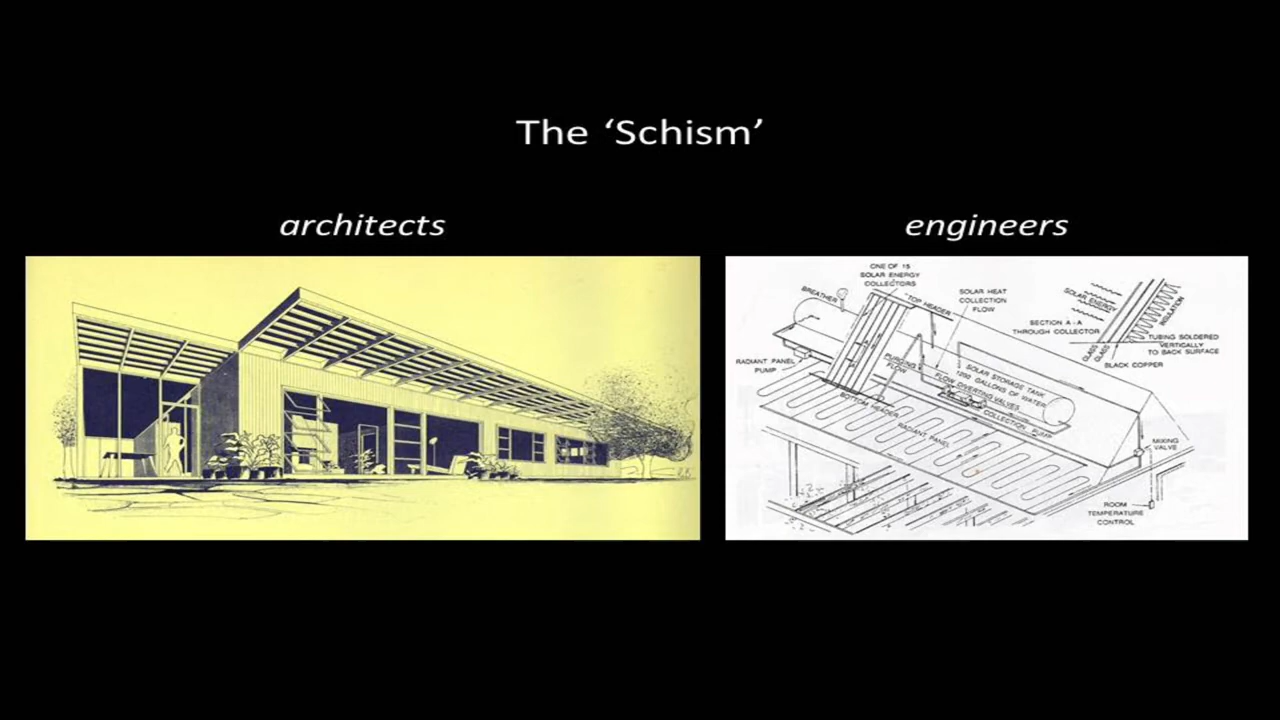 The ‘Schism’
architects
engineers
ONE OF 15
SOLAR ENERGY
COLLECTORS
BREATHER
TOP HEADER
SOLAR HEAT
COLLECTION
FLOW
SOLAR ENERGY
INSULATION
SECTION A-A
THROUGH COLLECTOR
GLASS
GLASS
TUBING SOLDERED
VERTICALLY
TO BACK SURFACE
BLACK COPPER
RADIANT PANEL
PUMP
PURGING
FLOW
SOLAR STORAGE TANK
1200 GALLONS OF WATER
FLOW DIVERTING VALVES
COLLECTION PUMP
BOTTOM HEADER
RADIANT PANEL
MIXING
VALVE
ROOM
TEMPERATURE
CONTROL